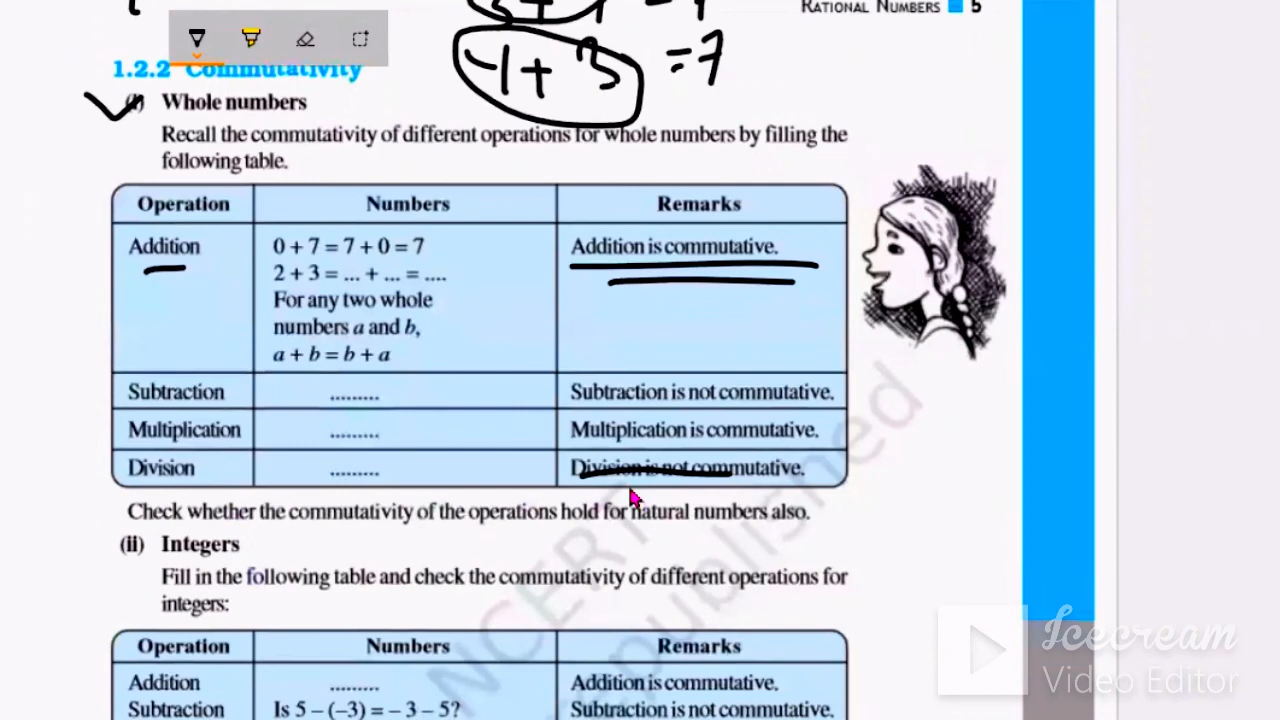 RATIONAL NUMBERS 5
= 7
4 + 3 = 7
1.2.2 Commutativity
(i) Whole numbers
Recall the commutativity of different operations for whole numbers by filling the
following table.
Operation Numbers Remarks
Addition 0 + 7 = 7 + 0 = 7 Addition is commutative.
2 + 3 = ... + ... = ....
For any two whole
numbers a and b,
a + b = b + a
Subtraction ......... Subtraction is not commutative.
Multiplication ......... Multiplication is commutative.
Division ......... Division is not commutative.
Check whether the commutativity of the operations hold for natural numbers also.
(ii) Integers
Fill in the following table and check the commutativity of different operations for
integers:
Operation Numbers Remarks
Addition ......... Addition is commutative.
Subtraction Is 5 – (–3) = – 3 – 5? Subtraction is not commutative.
NCERT
published
Icecream
Video Editor